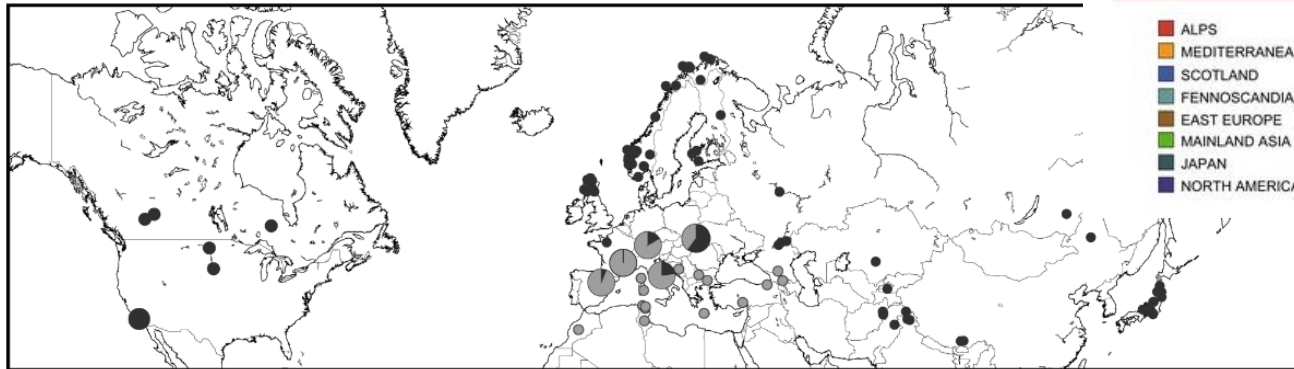 ALPS
MEDITERRANEA
SCOTLAND
FENNOSCANDIA
EAST EUROPE
MAINLAND ASIA
JAPAN
NORTH AMERICA